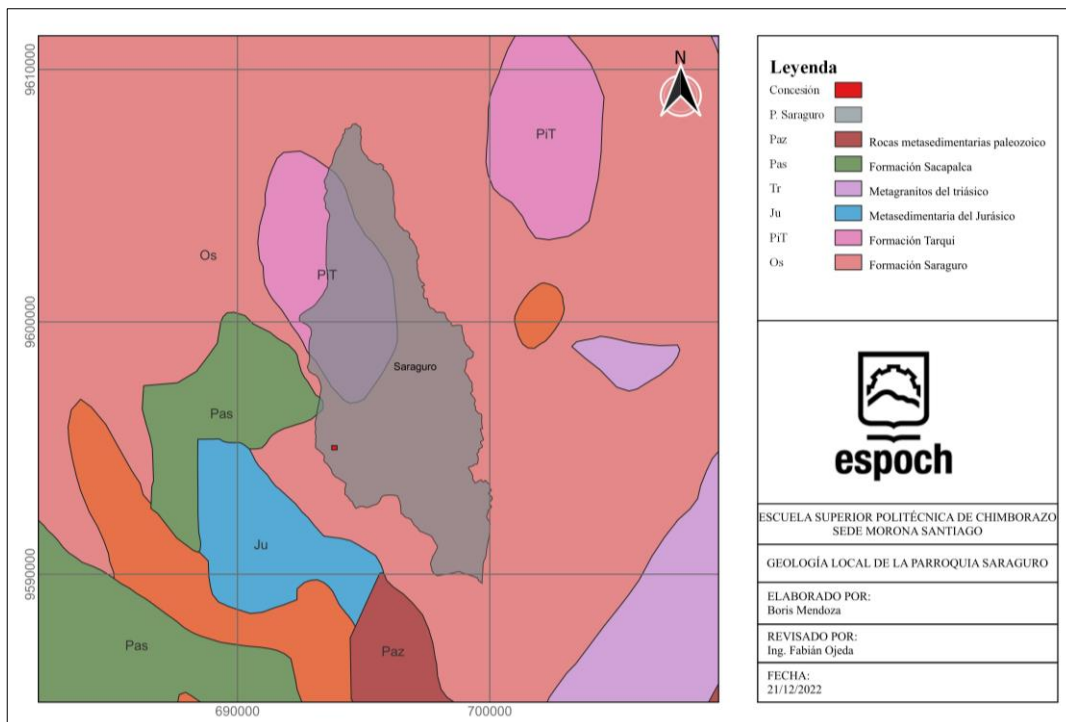 9610000
9600000
9590000
690000
700000
N
PiT
Os
PiT
Saraguro
Pas
Ju
Pas
Paz
Leyenda
Concesión
P. Saraguro
Paz Rocas metasedimentarias paleozoico
Pas Formación Sacapalca
Tr Metagranitos del triásico
Ju Metasedimentaria del Jurásico
PiT Formación Tarqui
Os Formación Saraguro
espoch
ESCUELA SUPERIOR POLITÉCNICA DE CHIMBORAZO
SEDE MORONA SANTIAGO
GEOLOGÍA LOCAL DE LA PARROQUIA SARAGURO
ELABORADO POR:
Boris Mendoza
REVISADO POR:
Ing. Fabián Ojeda
FECHA:
21/12/2022